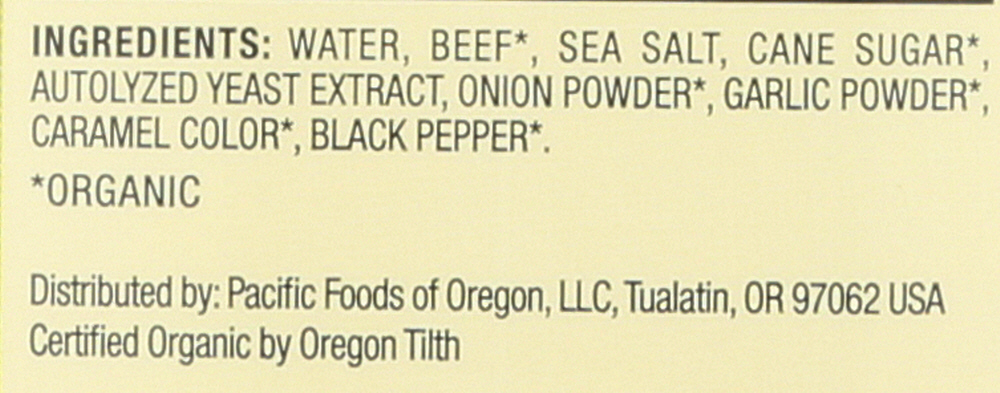 INGREDIENTS: WATER, BEEF*, SEA SALT, CANE SUGAR*,
AUTOLYZED YEAST EXTRACT, ONION POWDER*, GARLIC POWDER*,
CARAMEL COLOR*, BLACK PEPPER*.
*ORGANIC
Distributed by: Pacific Foods of Oregon, LLC, Tualatin, OR 97062 USA
Certified Organic by Oregon Tilth